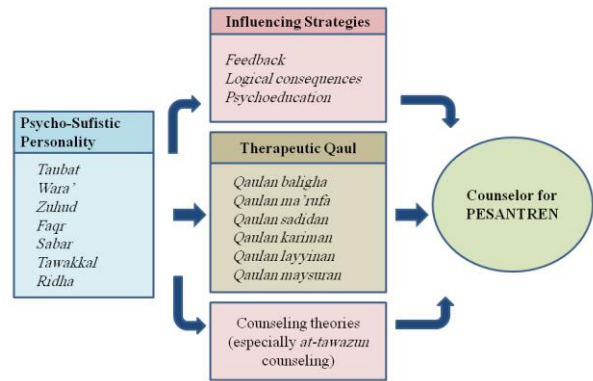 Influencing Strategies
Feedback
Logical consequences
Psychoeducation
Psycho-Sufistic
Personality
Taubat
Wara'
Zuhud
Faqr
Sabar
Tawakkal
Ridha
Therapeutic Qaul
Qaulan baligha
Qaulan ma'rufa
Qaulan sadidan
Qaulan kariman
Qaulan layyinan
Qaulan maysuran
Counseling theories
(especially at-tawazun
counseling)
Counselor for
PESANTREN